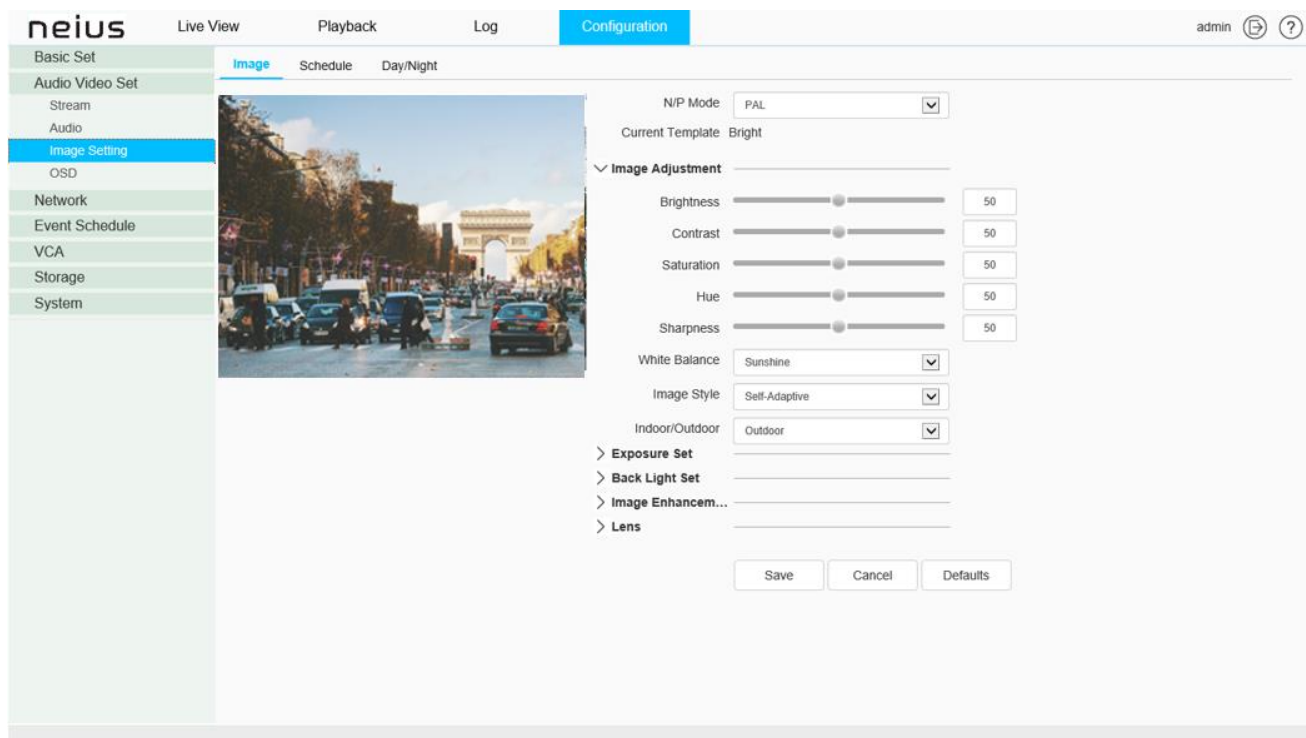 neius Live View Playback Log Configuration admin ?
Basic Set
Audio Video Set
Stream
Audio
Image Setting
OSD
Network
Event Schedule
VCA
Storage
System
Image Schedule Day/Night
N/P Mode PAL
Current Template Bright
Image Adjustment
Brightness 50
Contrast 50
Saturation 50
Hue 50
Sharpness 50
White Balance Sunshine
Image Style Self-Adaptive
Indoor/Outdoor Outdoor
Exposure Set
Back Light Set
Image Enhancem...
Lens
Save Cancel Defaults